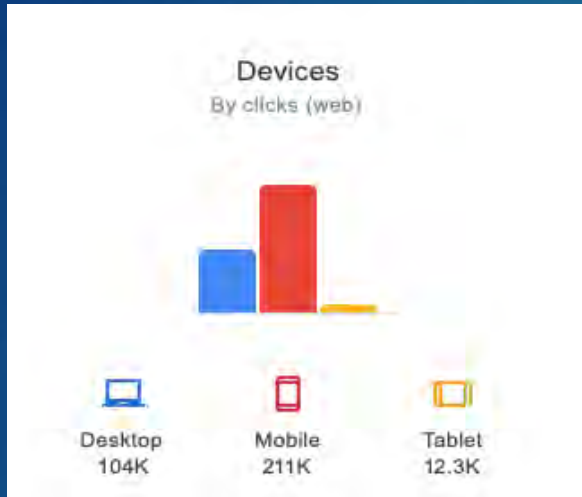 Devices
By clicks (web)
Desktop
104K
Mobile
211K
Tablet
12.3K